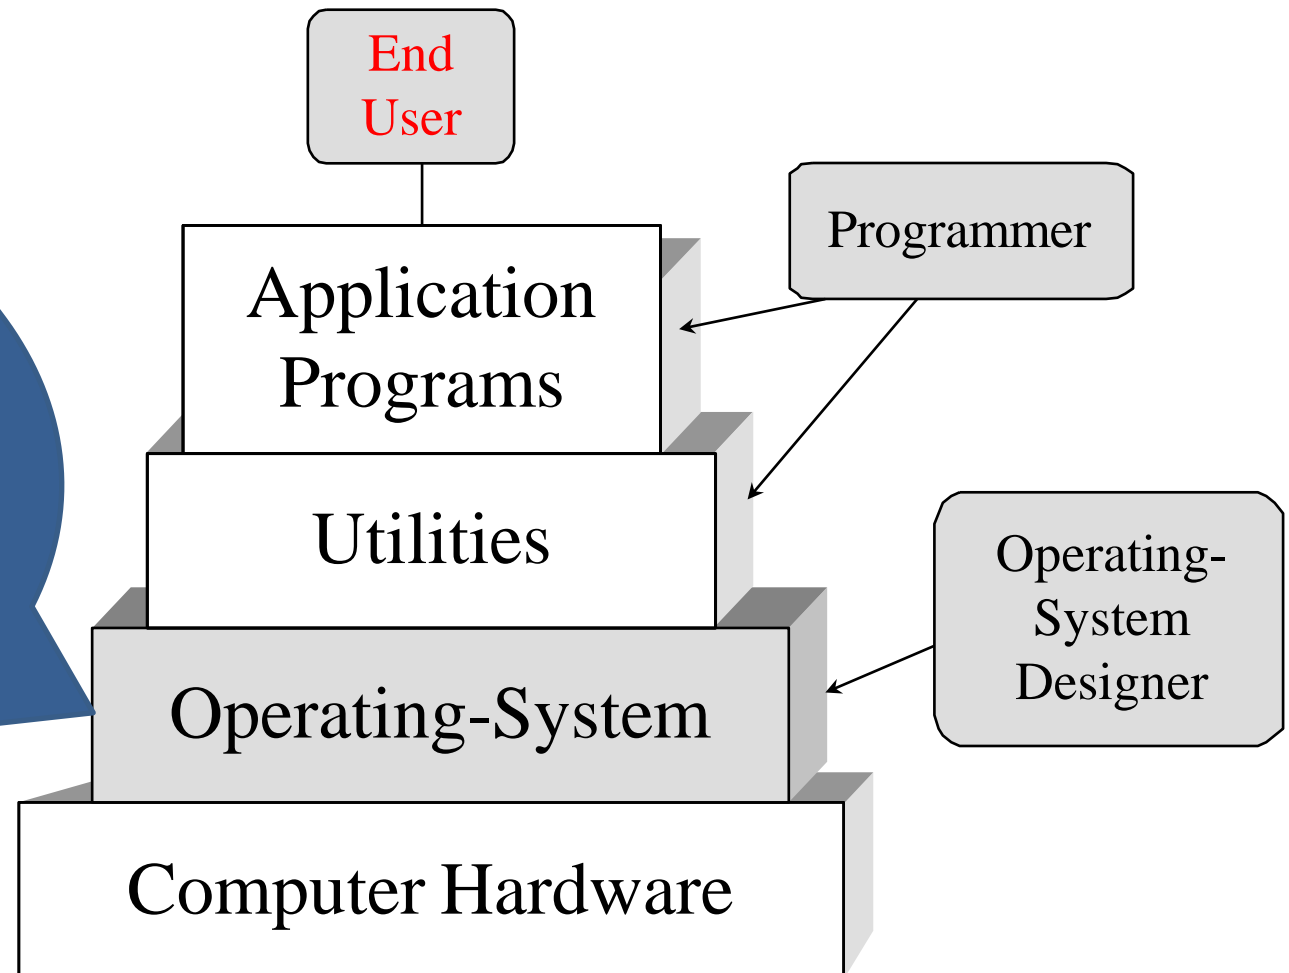 End
User
Programmer
Application
Programs
Utilities
Operating-
System
Designer
Operating-System
Computer Hardware